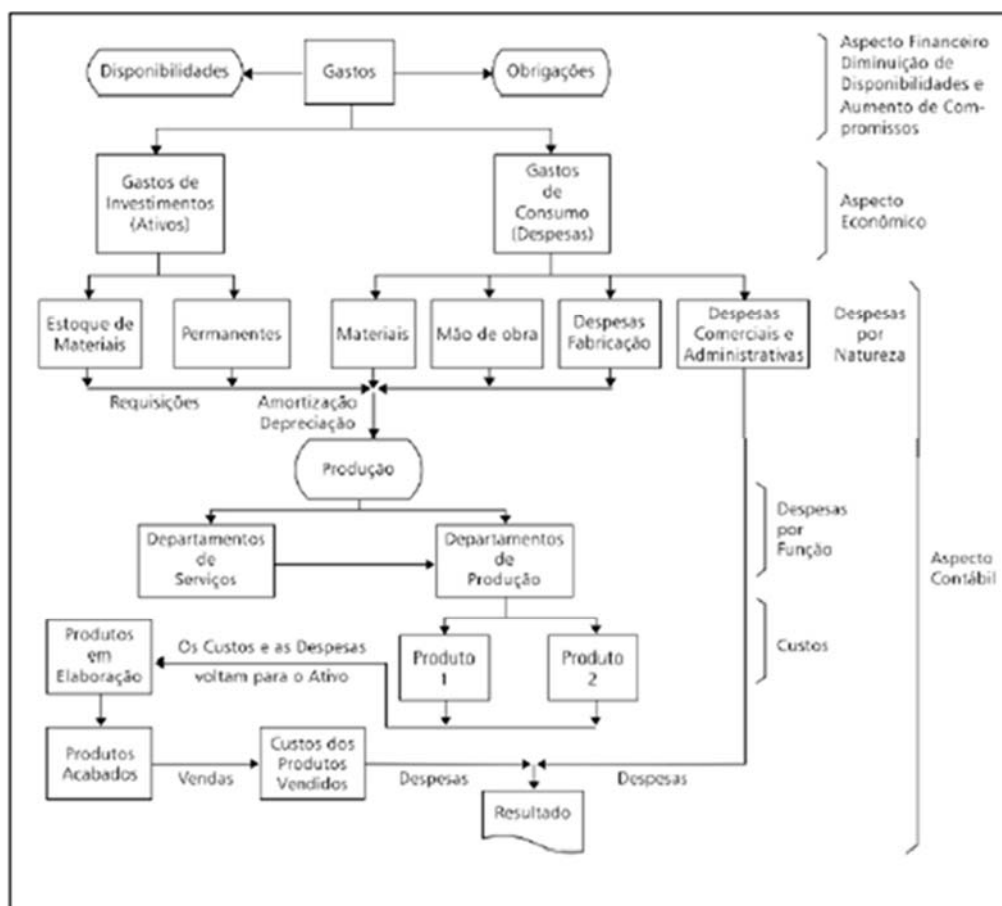 Disponibilidades
Gastos
Obrigações
Aspecto Financeiro
Diminuição de
Disponibilidades e
Aumento de Com-
promissos
Gastos de
Investimentos
(Ativos)
Gastos
de
Consumo
(Despesas)
Aspecto
Econômico
Estoque de
Materiais
Permanentes
Materiais
Mão de obra
Despesas
Fabricação
Despesas
Comerciais e
Administrativas
Despesas
por
Natureza
Requisições
Amortização
Depreciação
Produção
Departamentos
de
Serviços
Departamentos
de
Produção
Despesas
por
Função
Aspecto
Contábil
Produtos
em
Elaboração
Os Custos e as Despesas
voltam para o Ativo
Produto
1
Produto
2
Custos
Produtos
Acabados
Vendas
Custos dos
Produtos
Vendidos
Despesas
Despesas
Resultado